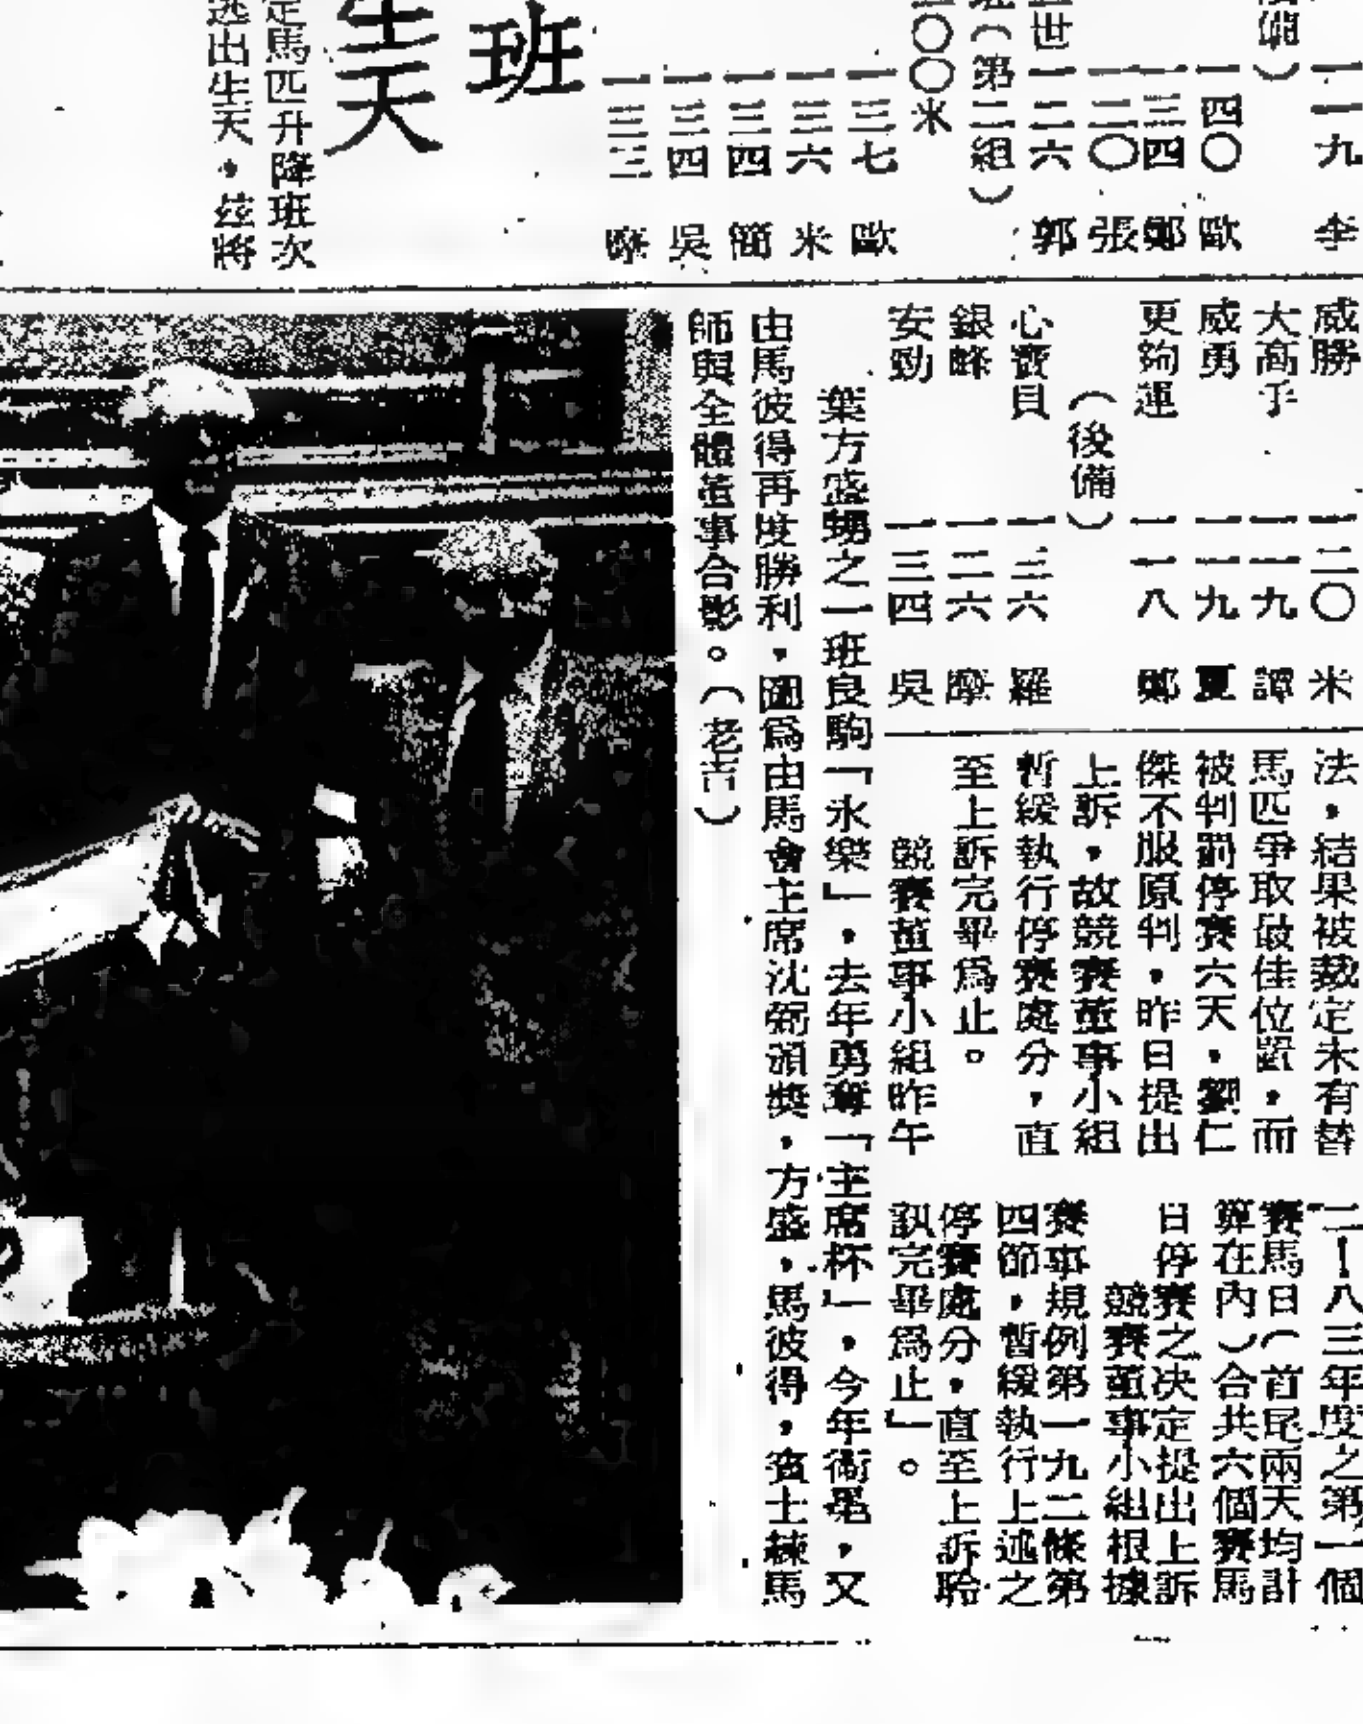 一一九 李
一四〇 歐
一三四 鄭
一二〇 張
世 一二六 郭
（第二組）
〇〇米
一三七 歐
一三六 米
一三四 簡
一三四 吳
一三三 摩
班
生天
定馬匹升降班次
逃出生天，茲將
威勝 一二〇 米
大高乎 一一九 譚
威勇 一一九 夏
更夠運 一一八 鄭
（後備）
心寶貝 一三六 羅
銀峰 一二六 摩
安勁 一三四 吳
法，結果被裁定未有替
馬匹爭取最佳位置，而
被判罰停賽六天，劉仁
傑不服原判，昨日提出
上訴，故競賽董事小組
暫緩執行停賽處分，直
至上訴完畢爲止。
競賽董事小組昨午
二—八三年度之第一個
賽馬日（首尾兩天均計
算在內）合共六個賽馬
日停賽之决定提出上訴
競賽董事小組根據
賽事規例第一九二條第
四節，暫緩執行上述之
停賽處分，直至上訴聆
訊完畢爲止」。
葉方盛甥之一班良駒「永樂」，去年勇奪「主席杯」，今年衞冕，又
由馬彼得再度勝利，圖爲由馬會主席沈弼頒獎，方盛，馬彼得，賓士練馬
師與全體董事合影。（老吉）